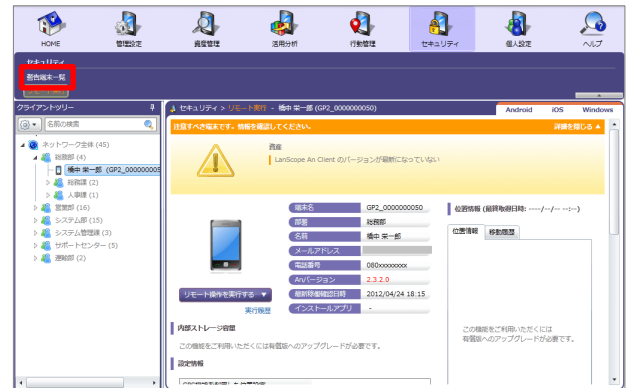 HOME 管理設定 資産管理 活用分析 行動管理 セキュリティ 個人設定 ヘルプ
セキュリティ
警告端末一覧
リモート実行
クライアントツリー
セキュリティ > リモート実行 - 橋中 栄一郎 (GP2_0000000050)
Android iOS Windows
名前の検索
注意すべき端末です。情報を確認してください。
詳細を閉じる ▲
ネットワーク全体 (45)
総務部 (4)
橋中 栄一郎 (GP2_000000005
総務課 (2)
人事課 (1)
営業部 (16)
システム部 (15)
システム管理課 (3)
サポートセンター (5)
運輸部 (2)
資産
LanScope An Client のバージョンが最新になっていない
端末名 GP2_0000000050
部署 総務部
名前 橋中 栄一郎
メールアドレス
電話番号 080xxxxxxxx
Anバージョン 2.3.2.0
最新稼働確認日時 2012/04/24 18:15
インストールアプリ -
リモート操作を実行する ▼
実行履歴
位置情報 (最終取得日時: ----/--/-- --:--)
位置情報 移動履歴
この機能をご利用いただくには
有償版へのアップグレードが必要です。
内部ストレージ容量
この機能をご利用いただくには有償版へのアップグレードが必要です。
設定情報